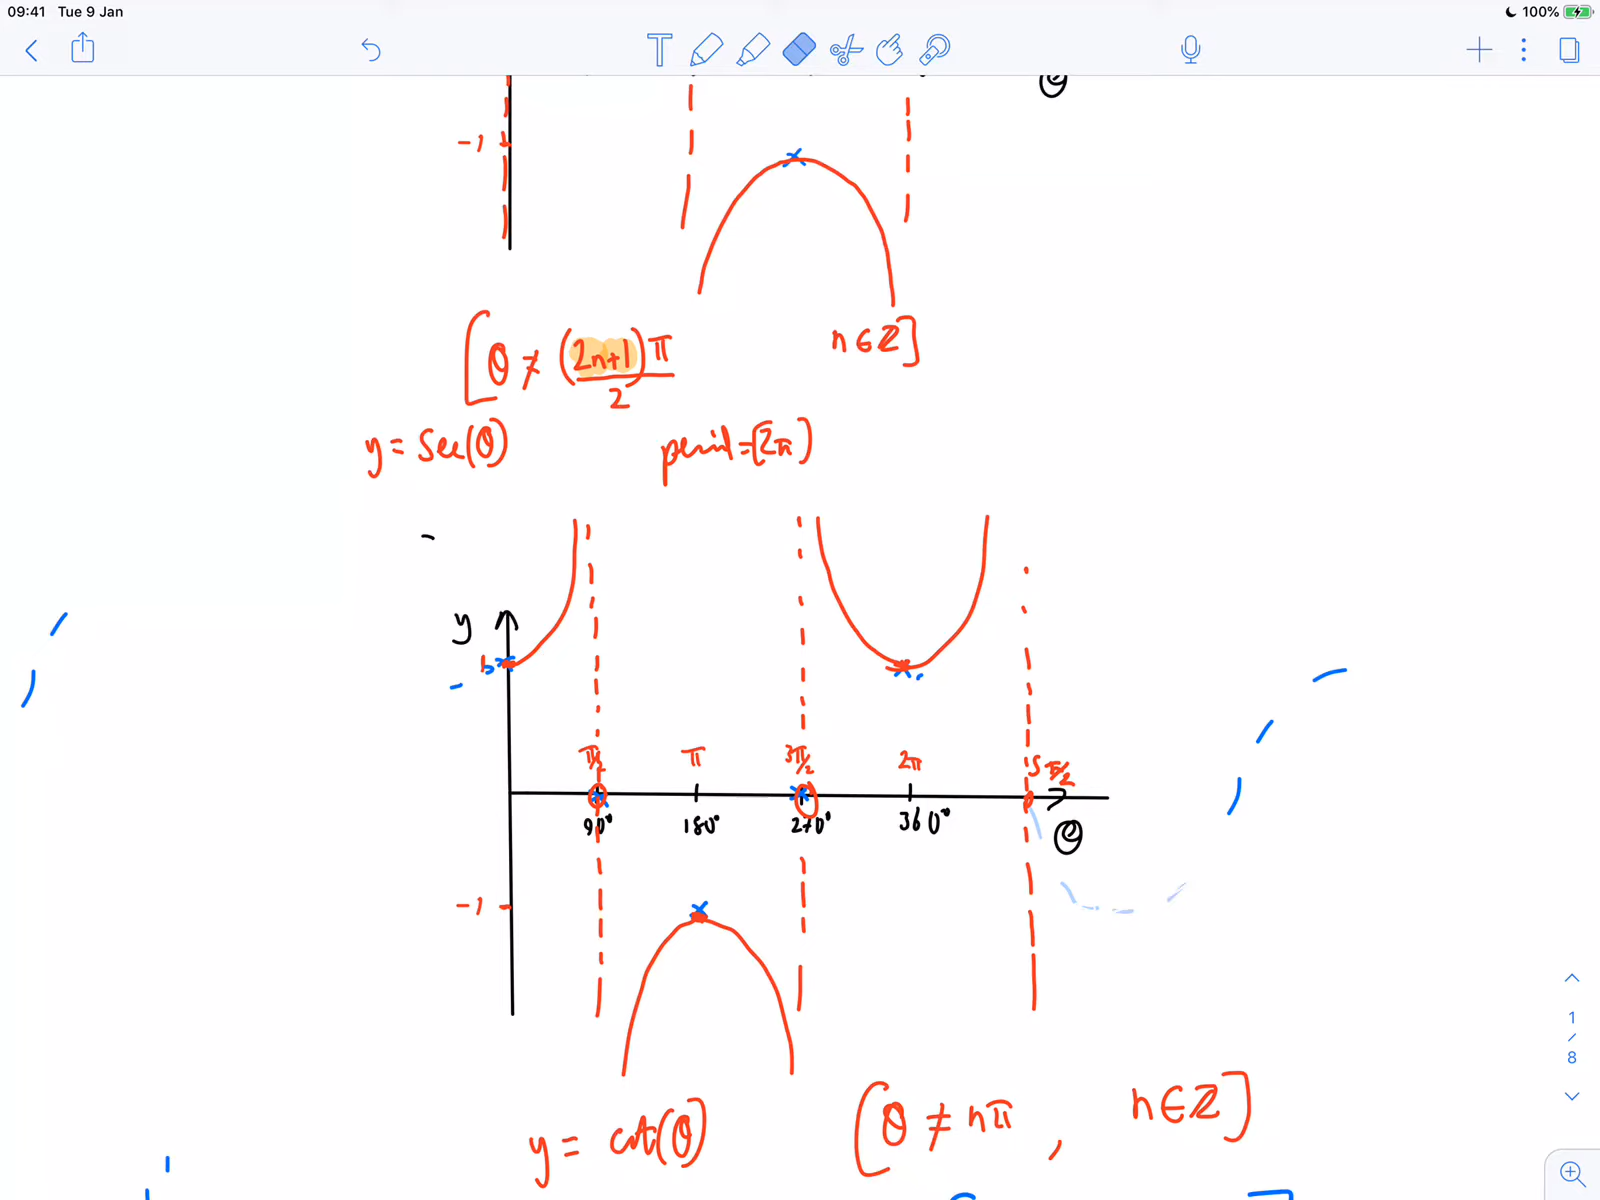 09:41 Tue 9 Jan 100%
T
Θ
-1
[θ ≠ (2n+1)π/2 n∈ℤ]
y = Sec(θ) period = [2π]
y
1
π/2 π 3π/2 2π 5π/2
90° 180° 270° 360°
Θ
-1
1
/
8
y = cot(θ) [θ ≠ nπ, n∈ℤ]